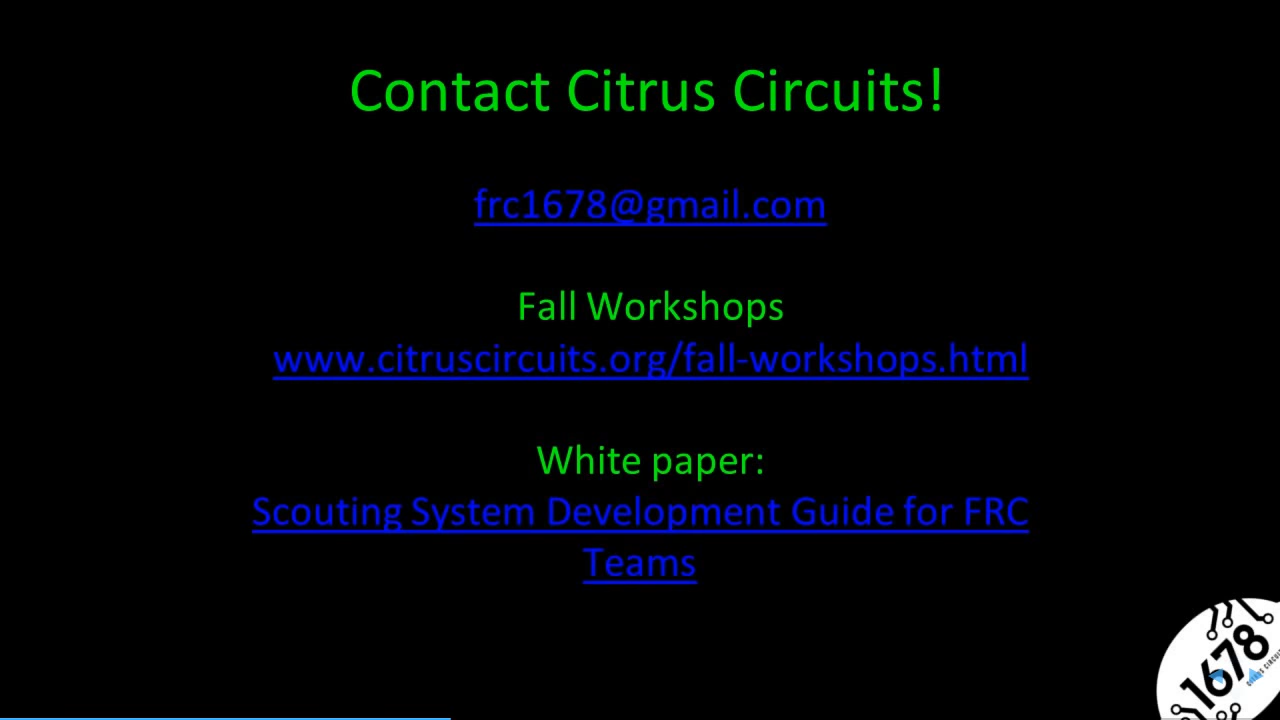 Contact Citrus Circuits!
frc1678@gmail.com
Fall Workshops
www.citruscircuits.org/fall-workshops.html
White paper:
Scouting System Development Guide for FRC
Teams
1678